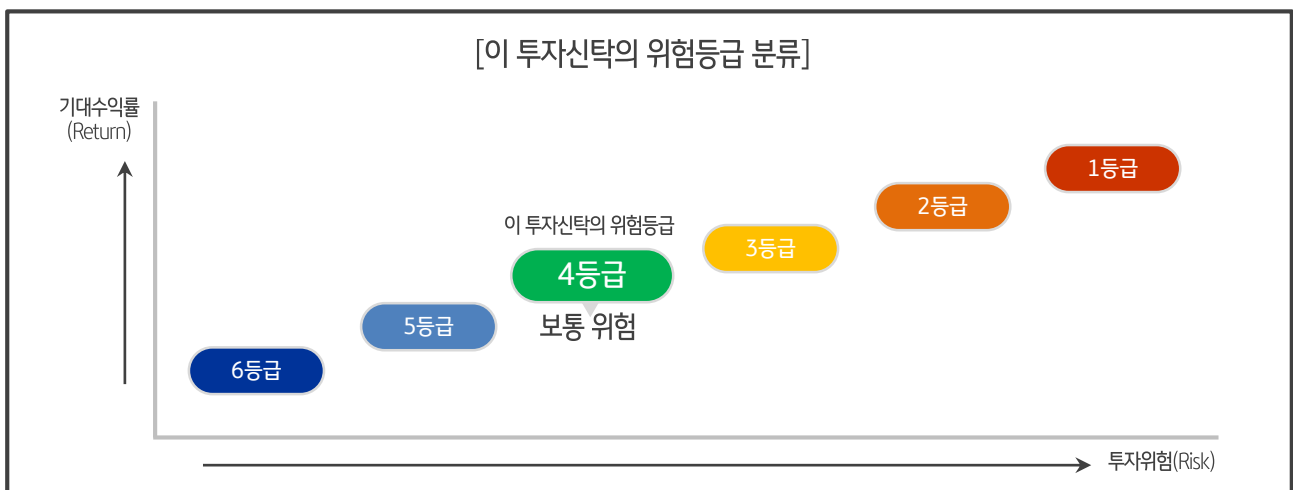 [이 투자신탁의 위험등급 분류]
기대수익률
(Return)
1등급
2등급
이 투자신탁의 위험등급
3등급
4등급
보통 위험
5등급
6등급
투자위험(Risk)